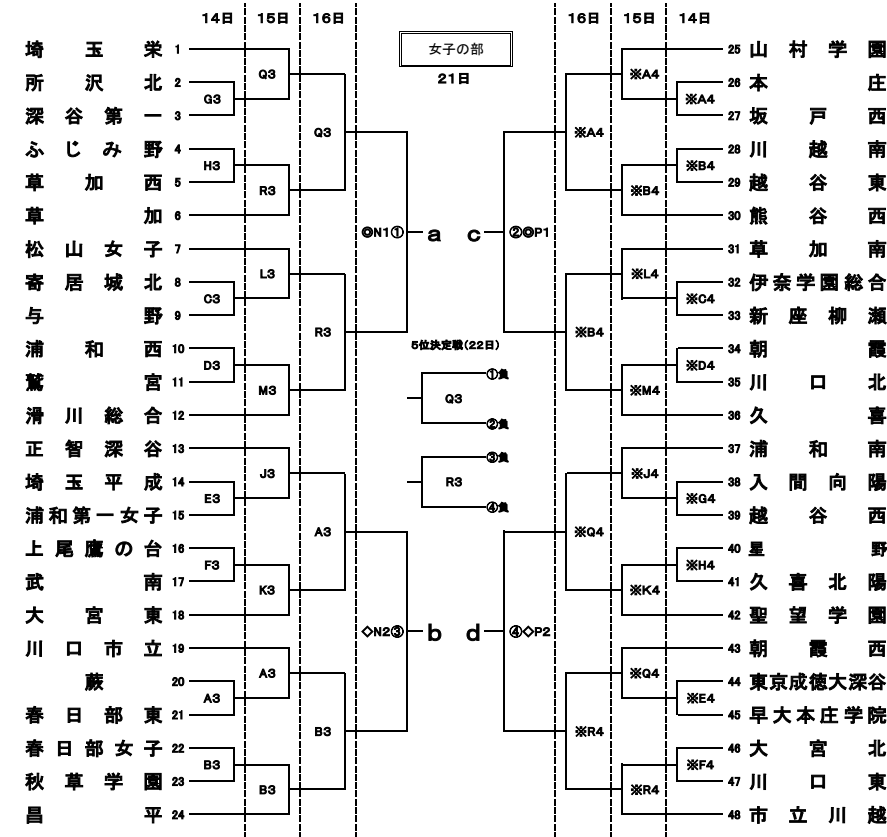 14日 15日 16日 16日 15日 14日
女子の部
21日
埼玉栄 1
所沢北 2
深谷第一 3
ふじみ野 4
草加西 5
草加 6
松山女子 7
寄居城北 8
与野 9
浦和西 10
鷲宮 11
滑川総合 12
正智深谷 13
埼玉平成 14
浦和第一女子 15
上尾鷹の台 16
武南 17
大宮東 18
川口市立 19
蕨 20
春日部東 21
春日部女子 22
秋草学園 23
昌平 24
G3
H3
C3
D3
E3
F3
A3
B3
Q3
R3
L3
M3
J3
K3
A3
B3
Q3
R3
A3
B3
◎N1①
◇N2③
a c
b d
5位決定戦(22日)
①負
Q3
②負
③負
R3
④負
②◎P1
④◇P2
※A4
※B4
※Q4
※R4
※A4
※B4
※L4
※M4
※J4
※K4
※Q4
※R4
※A4
※B4
※C4
※D4
※G4
※H4
※E4
※F4
25 山村学園
26 本庄
27 坂戸西
28 川越南
29 越谷東
30 熊谷西
31 草加南
32 伊奈学園総合
33 新座柳瀬
34 朝霞
35 川口北
36 久喜
37 浦和南
38 入間向陽
39 越谷西
40 星野
41 久喜北陽
42 聖望学園
43 朝霞西
44 東京成徳大深谷
45 早大本庄学院
46 大宮北
47 川口東
48 市立川越